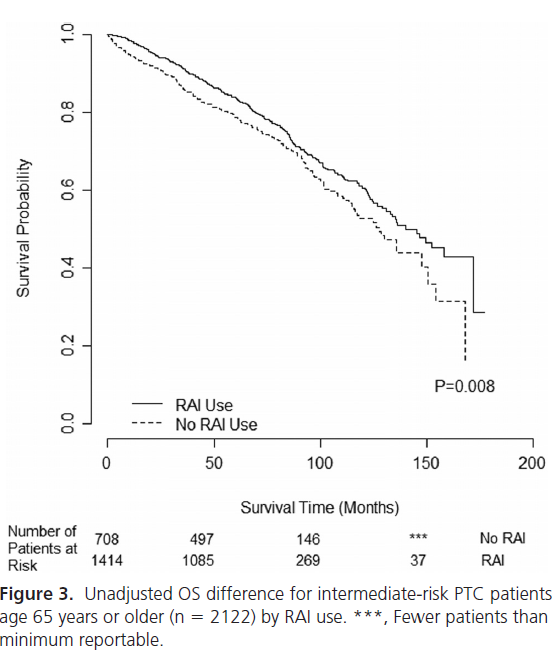 1.0
0.8
0.6
0.4
0.2
0.0
Survival Probability
P=0.008
RAI Use
No RAI Use
0 50 100 150 200
Survival Time (Months)
Number of
Patients at
Risk
708 497 146 *** No RAI
1414 1085 269 37 RAI
Figure 3. Unadjusted OS difference for intermediate-risk PTC patients
age 65 years or older (n = 2122) by RAI use. ***, Fewer patients than
minimum reportable.